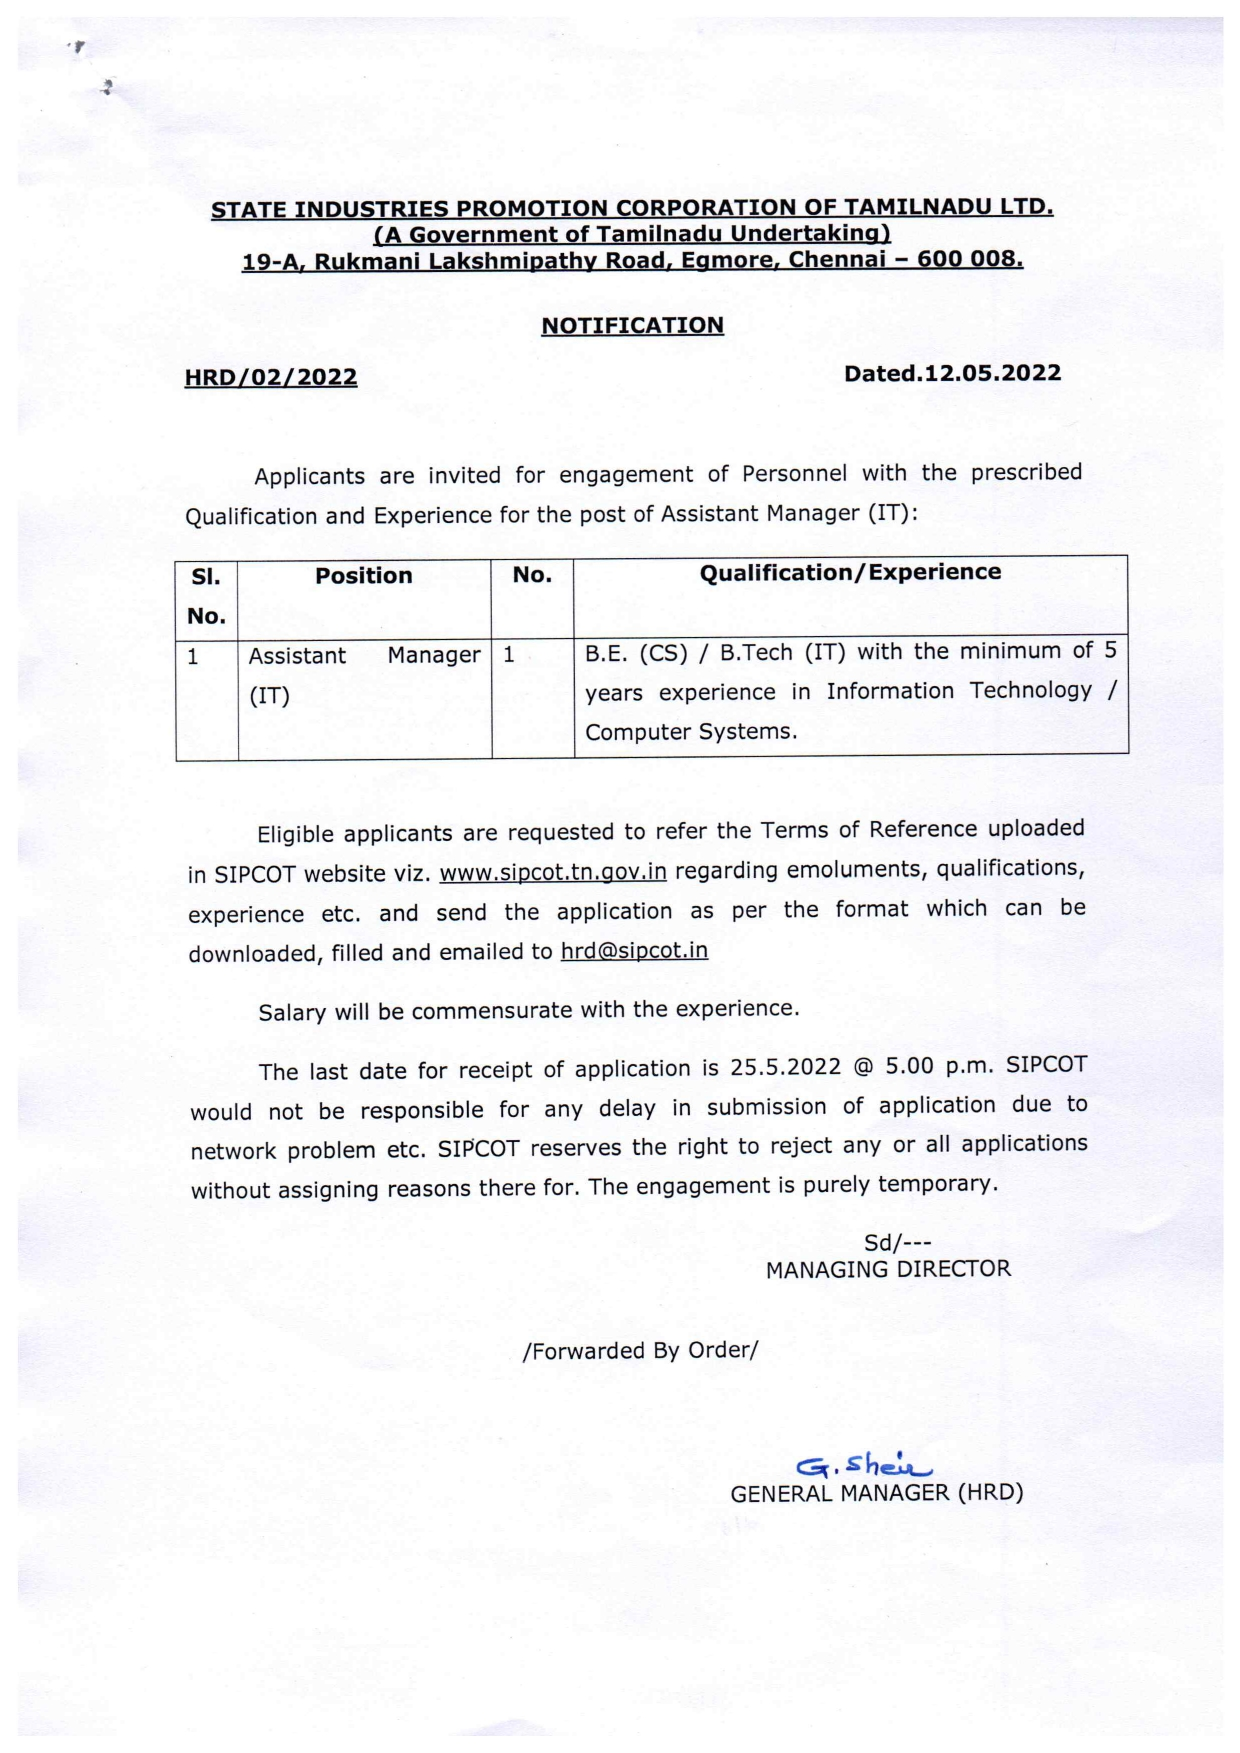 STATE INDUSTRIES PROMOTION CORPORATION OF TAMILNADU LTD.
(A Government of Tamilnadu Undertaking)
19-A, Rukmani Lakshmipathy Road, Egmore, Chennai – 600 008.
NOTIFICATION
HRD/02/2022 Dated.12.05.2022
Applicants are invited for engagement of Personnel with the prescribed
Qualification and Experience for the post of Assistant Manager (IT):
Sl. No. Position No. Qualification/Experience
1 Assistant Manager (IT) 1 B.E. (CS) / B.Tech (IT) with the minimum of 5
years experience in Information Technology /
Computer Systems.
Eligible applicants are requested to refer the Terms of Reference uploaded
in SIPCOT website viz. www.sipcot.tn.gov.in regarding emoluments, qualifications,
experience etc. and send the application as per the format which can be
downloaded, filled and emailed to hrd@sipcot.in
Salary will be commensurate with the experience.
The last date for receipt of application is 25.5.2022 @ 5.00 p.m. SIPCOT
would not be responsible for any delay in submission of application due to
network problem etc. SIPCOT reserves the right to reject any or all applications
without assigning reasons there for. The engagement is purely temporary.
Sd/---
MANAGING DIRECTOR
/Forwarded By Order/
GENERAL MANAGER (HRD)